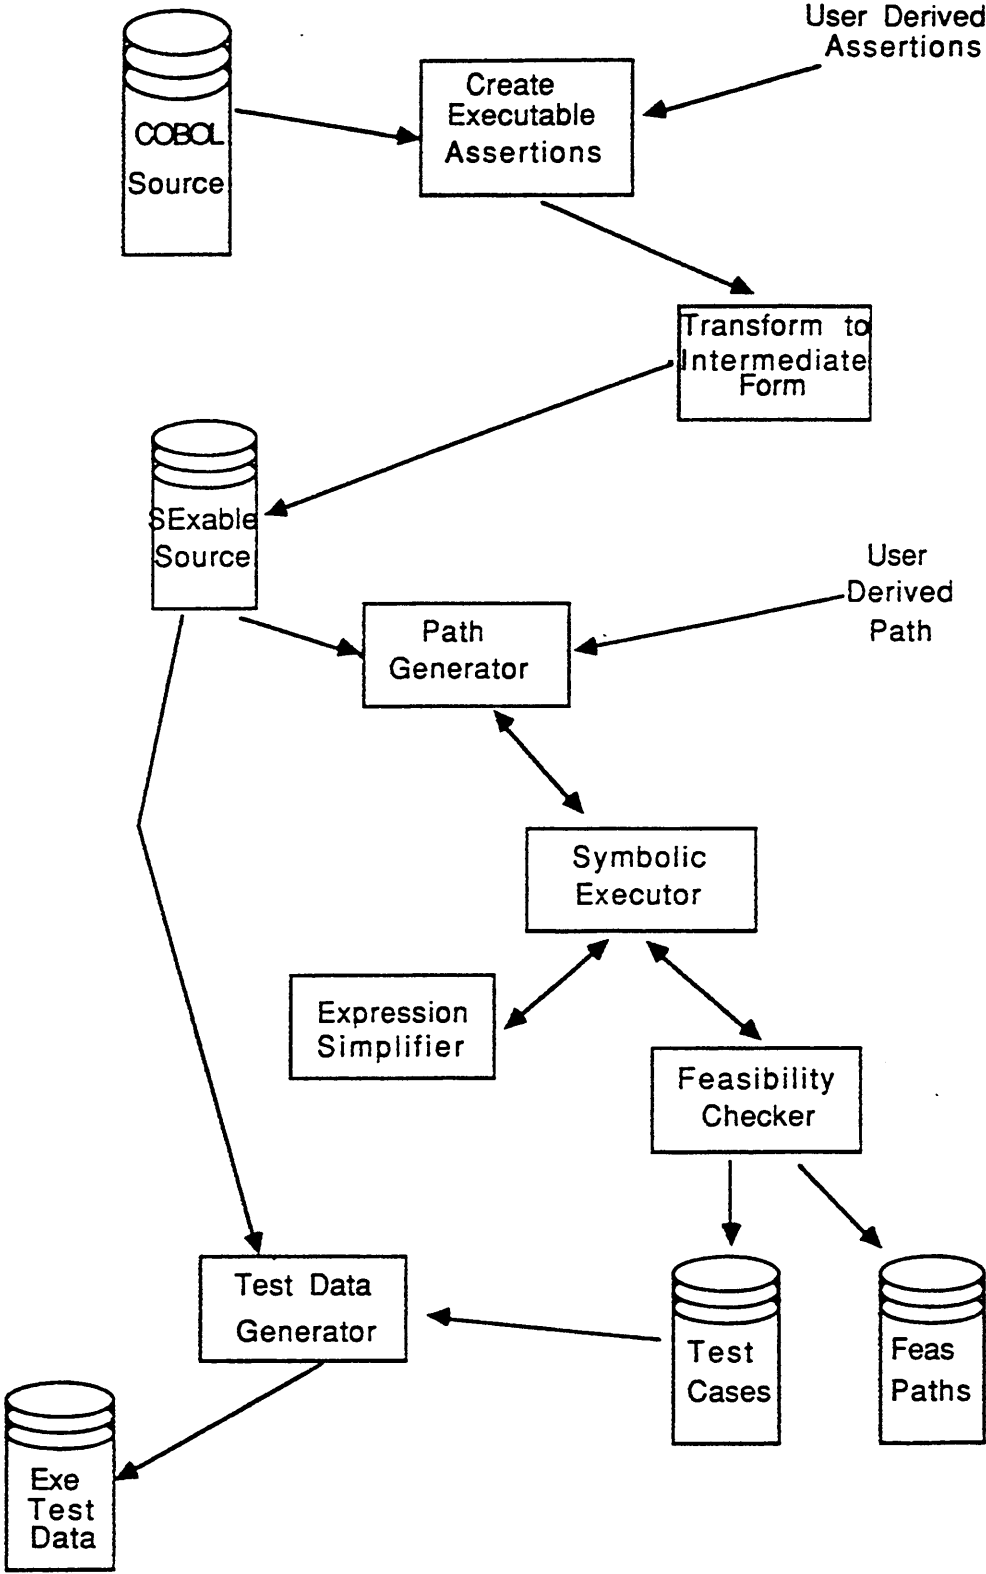 User Derived
Assertions
Create
Executable
Assertions
COBOL
Source
Transform to
Intermediate
Form
SExable
Source
User
Derived
Path
Path
Generator
Symbolic
Executor
Expression
Simplifier
Feasibility
Checker
Test Data
Generator
Test
Cases
Feas
Paths
Exe
Test
Data